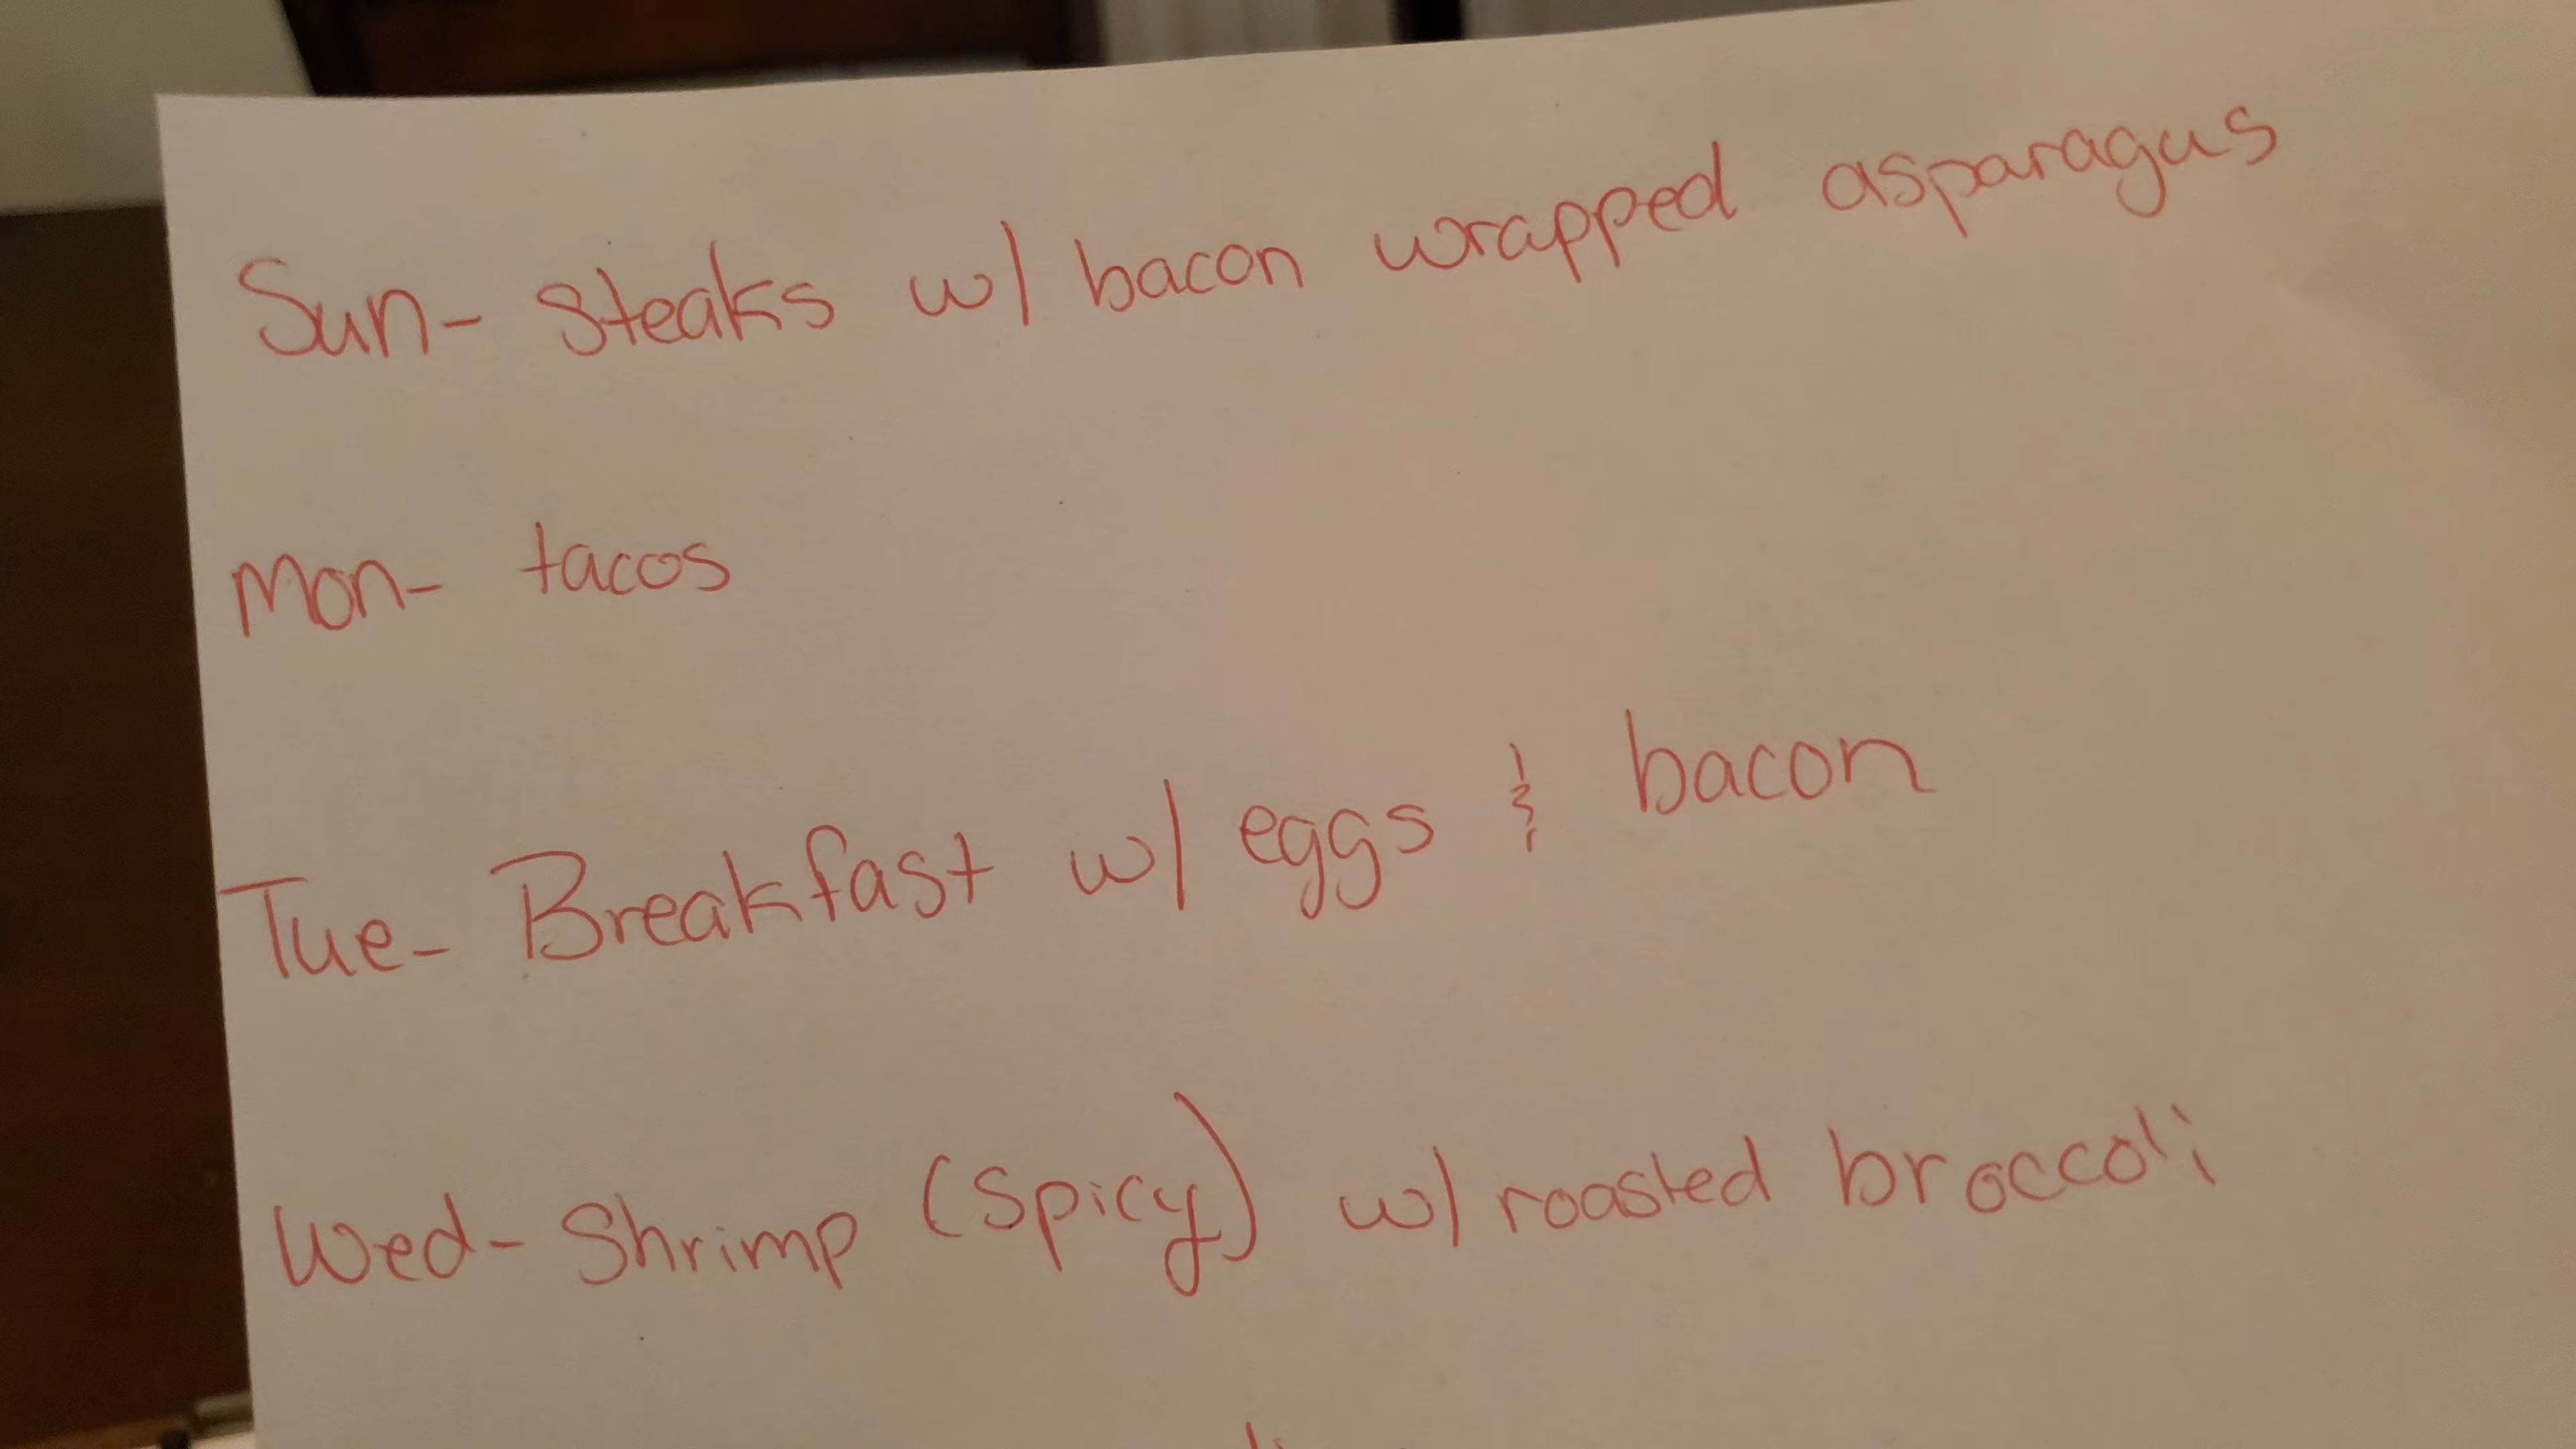 Sun- Steaks w/ bacon wrapped asparagus
Mon- tacos
Tue- Breakfast w/ eggs & bacon
Wed- Shrimp (Spicy) w/ roasted broccoli